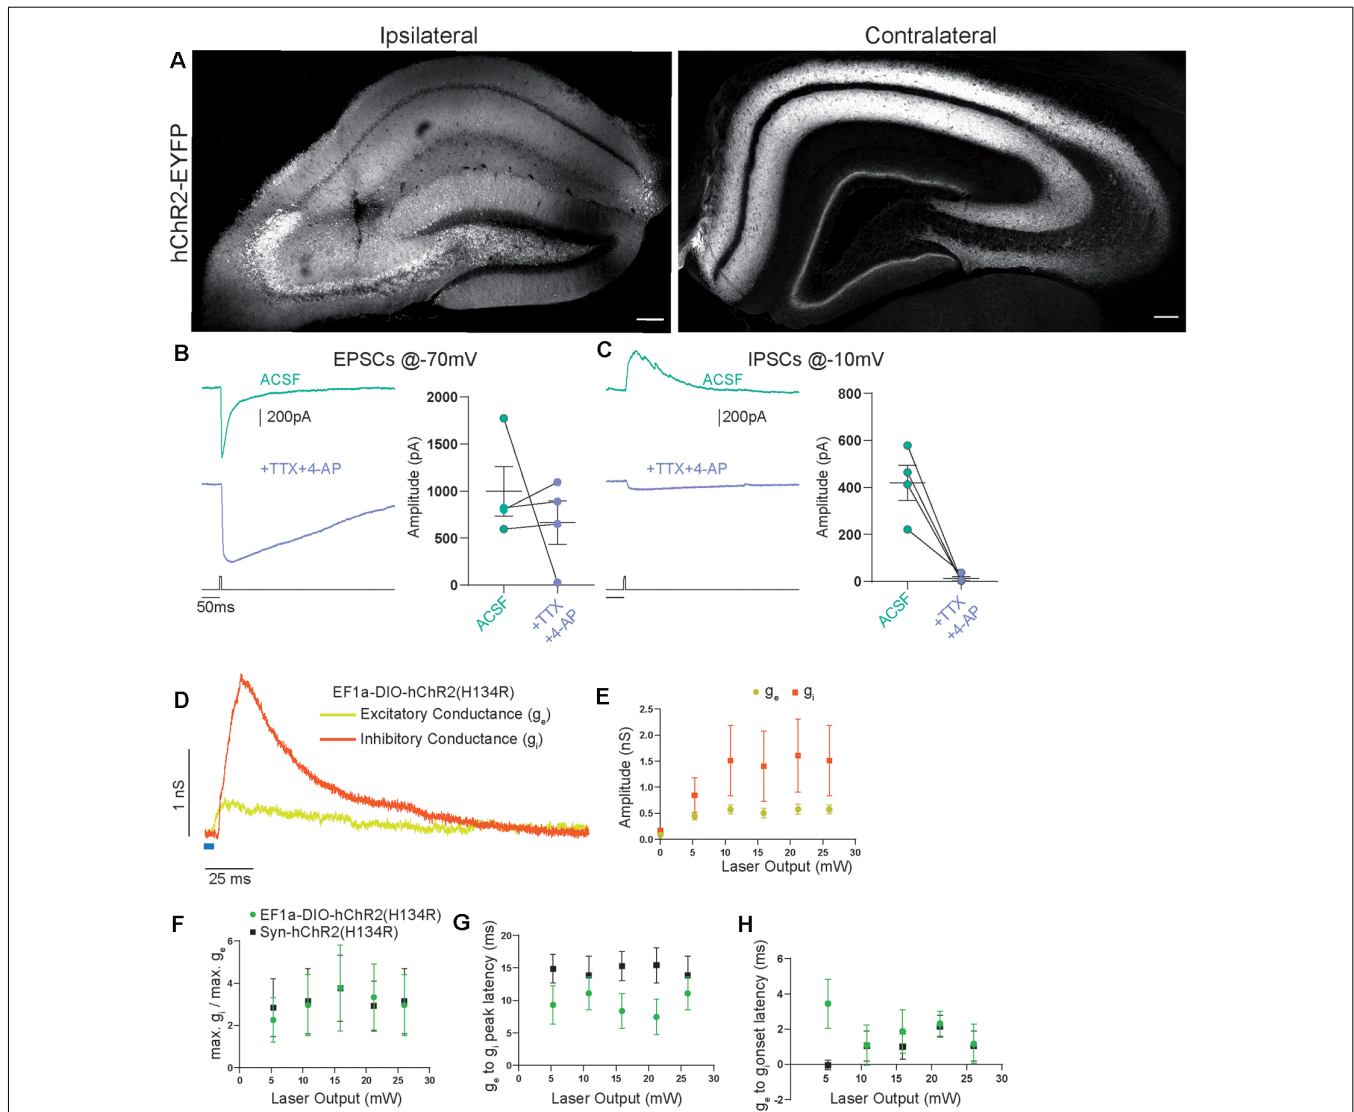 Ipsilateral
Contralateral
A
hChR2-EYFP
B
EPSCs @-70mV
ACSF
200pA
+TTX+4-AP
50ms
2000
1500
1000
500
0
Amplitude (pA)
ACSF
+TTX
+4-AP
C
IPSCs @-10mV
ACSF
200pA
+TTX+4-AP
800
600
400
200
0
Amplitude (pA)
ACSF
+TTX
+4-AP
D
EF1a-DIO-hChR2(H134R)
Excitatory Conductance (ge)
Inhibitory Conductance (gi)
1 nS
25 ms
E
ge
gi
2.5
2.0
1.5
1.0
0.5
0.0
Amplitude (nS)
0 5 10 15 20 25 30
Laser Output (mW)
F
EF1a-DIO-hChR2(H134R)
Syn-hChR2(H134R)
6
4
2
0
max. gi / max. ge
0 5 10 15 20 25 30
Laser Output (mW)
G
20
15
10
5
0
ge to gi peak latency (ms)
0 5 10 15 20 25 30
Laser Output (mW)
H
6
4
2
0
-2
ge to gi onset latency (ms)
5 10 15 20 25 30
Laser Output (mW)